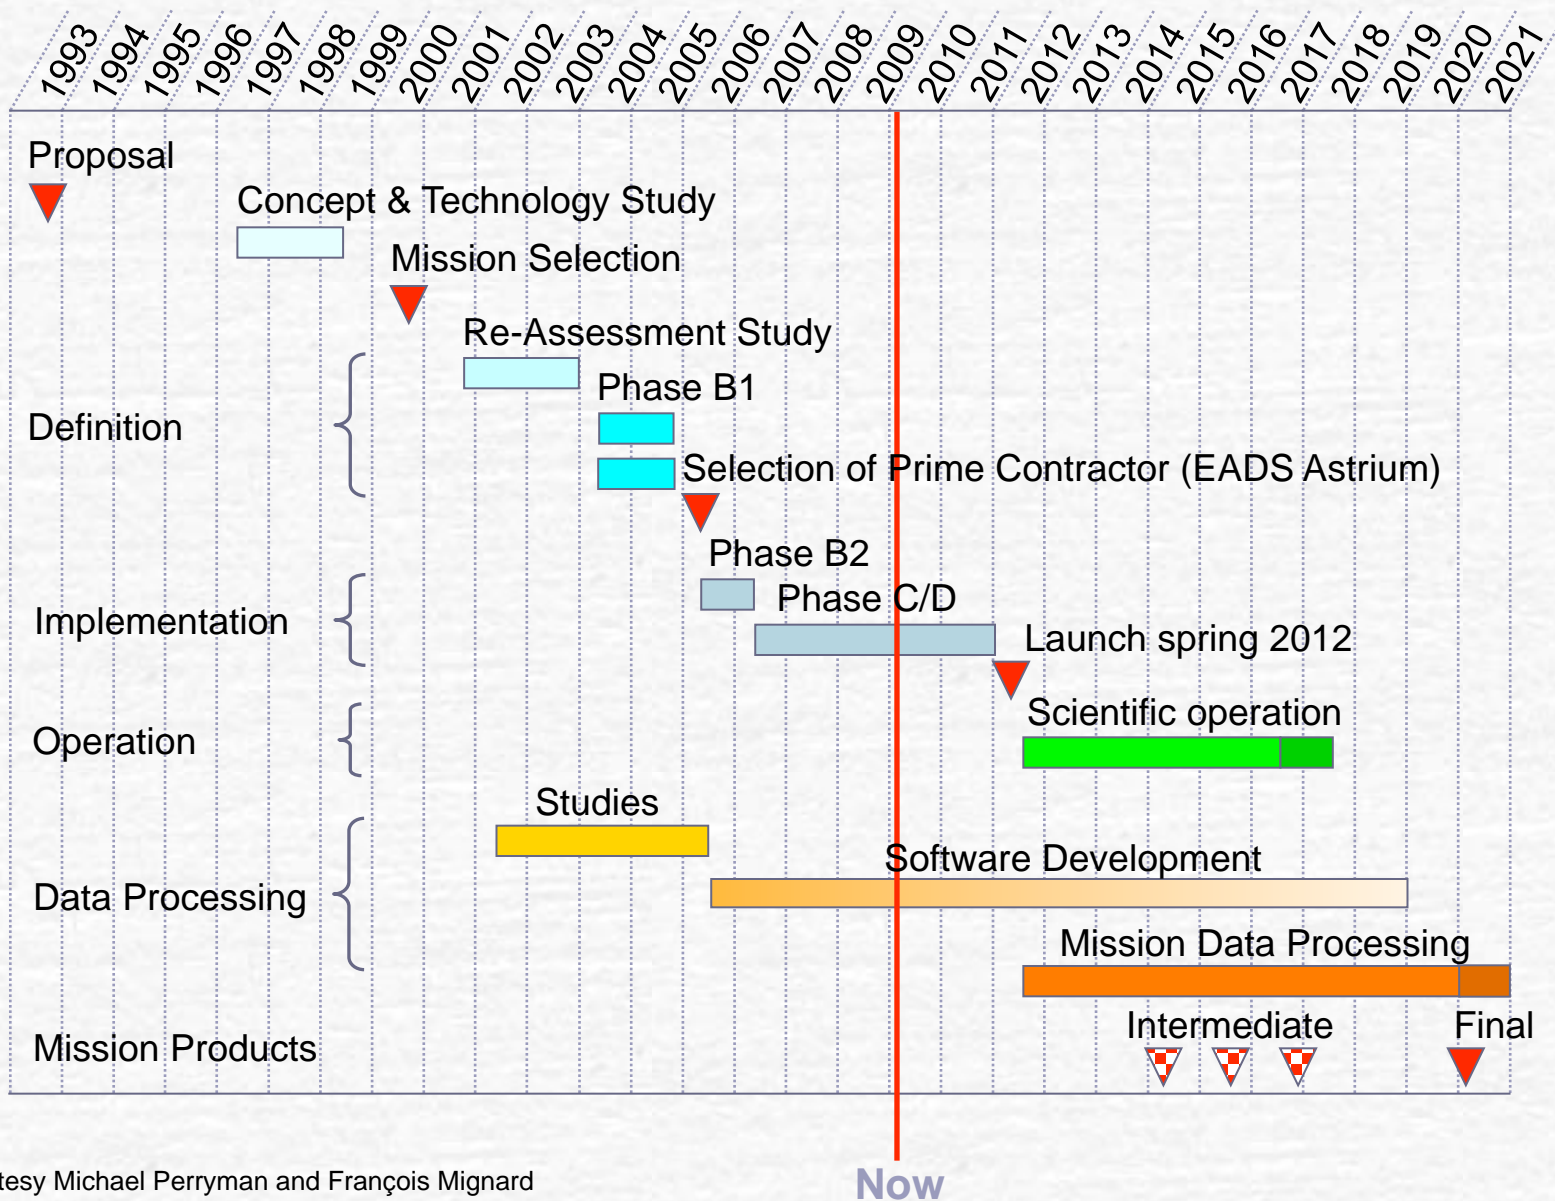 1993 1994 1995 1996 1997 1998 1999 2000 2001 2002 2003 2004 2005 2006 2007 2008 2009 2010 2011 2012 2013 2014 2015 2016 2017 2018 2019 2020 2021
Proposal
Concept & Technology Study
Mission Selection
Re-Assessment Study
Phase B1
Definition
Selection of Prime Contractor (EADS Astrium)
Phase B2
Phase C/D
Implementation
Launch spring 2012
Scientific operation
Operation
Studies
Software Development
Data Processing
Mission Data Processing
Intermediate Final
Mission Products
tesy Michael Perryman and François Mignard
Now